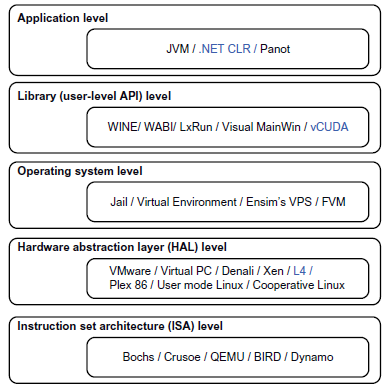 Application level
JVM / .NET CLR / Panot
Library (user-level API) level
WINE/ WABI/ LxRun / Visual MainWin / vCUDA
Operating system level
Jail / Virtual Environment / Ensim's VPS / FVM
Hardware abstraction layer (HAL) level
VMware / Virtual PC / Denali / Xen / L4 /
Plex 86 / User mode Linux / Cooperative Linux
Instruction set architecture (ISA) level
Bochs / Crusoe / QEMU / BIRD / Dynamo